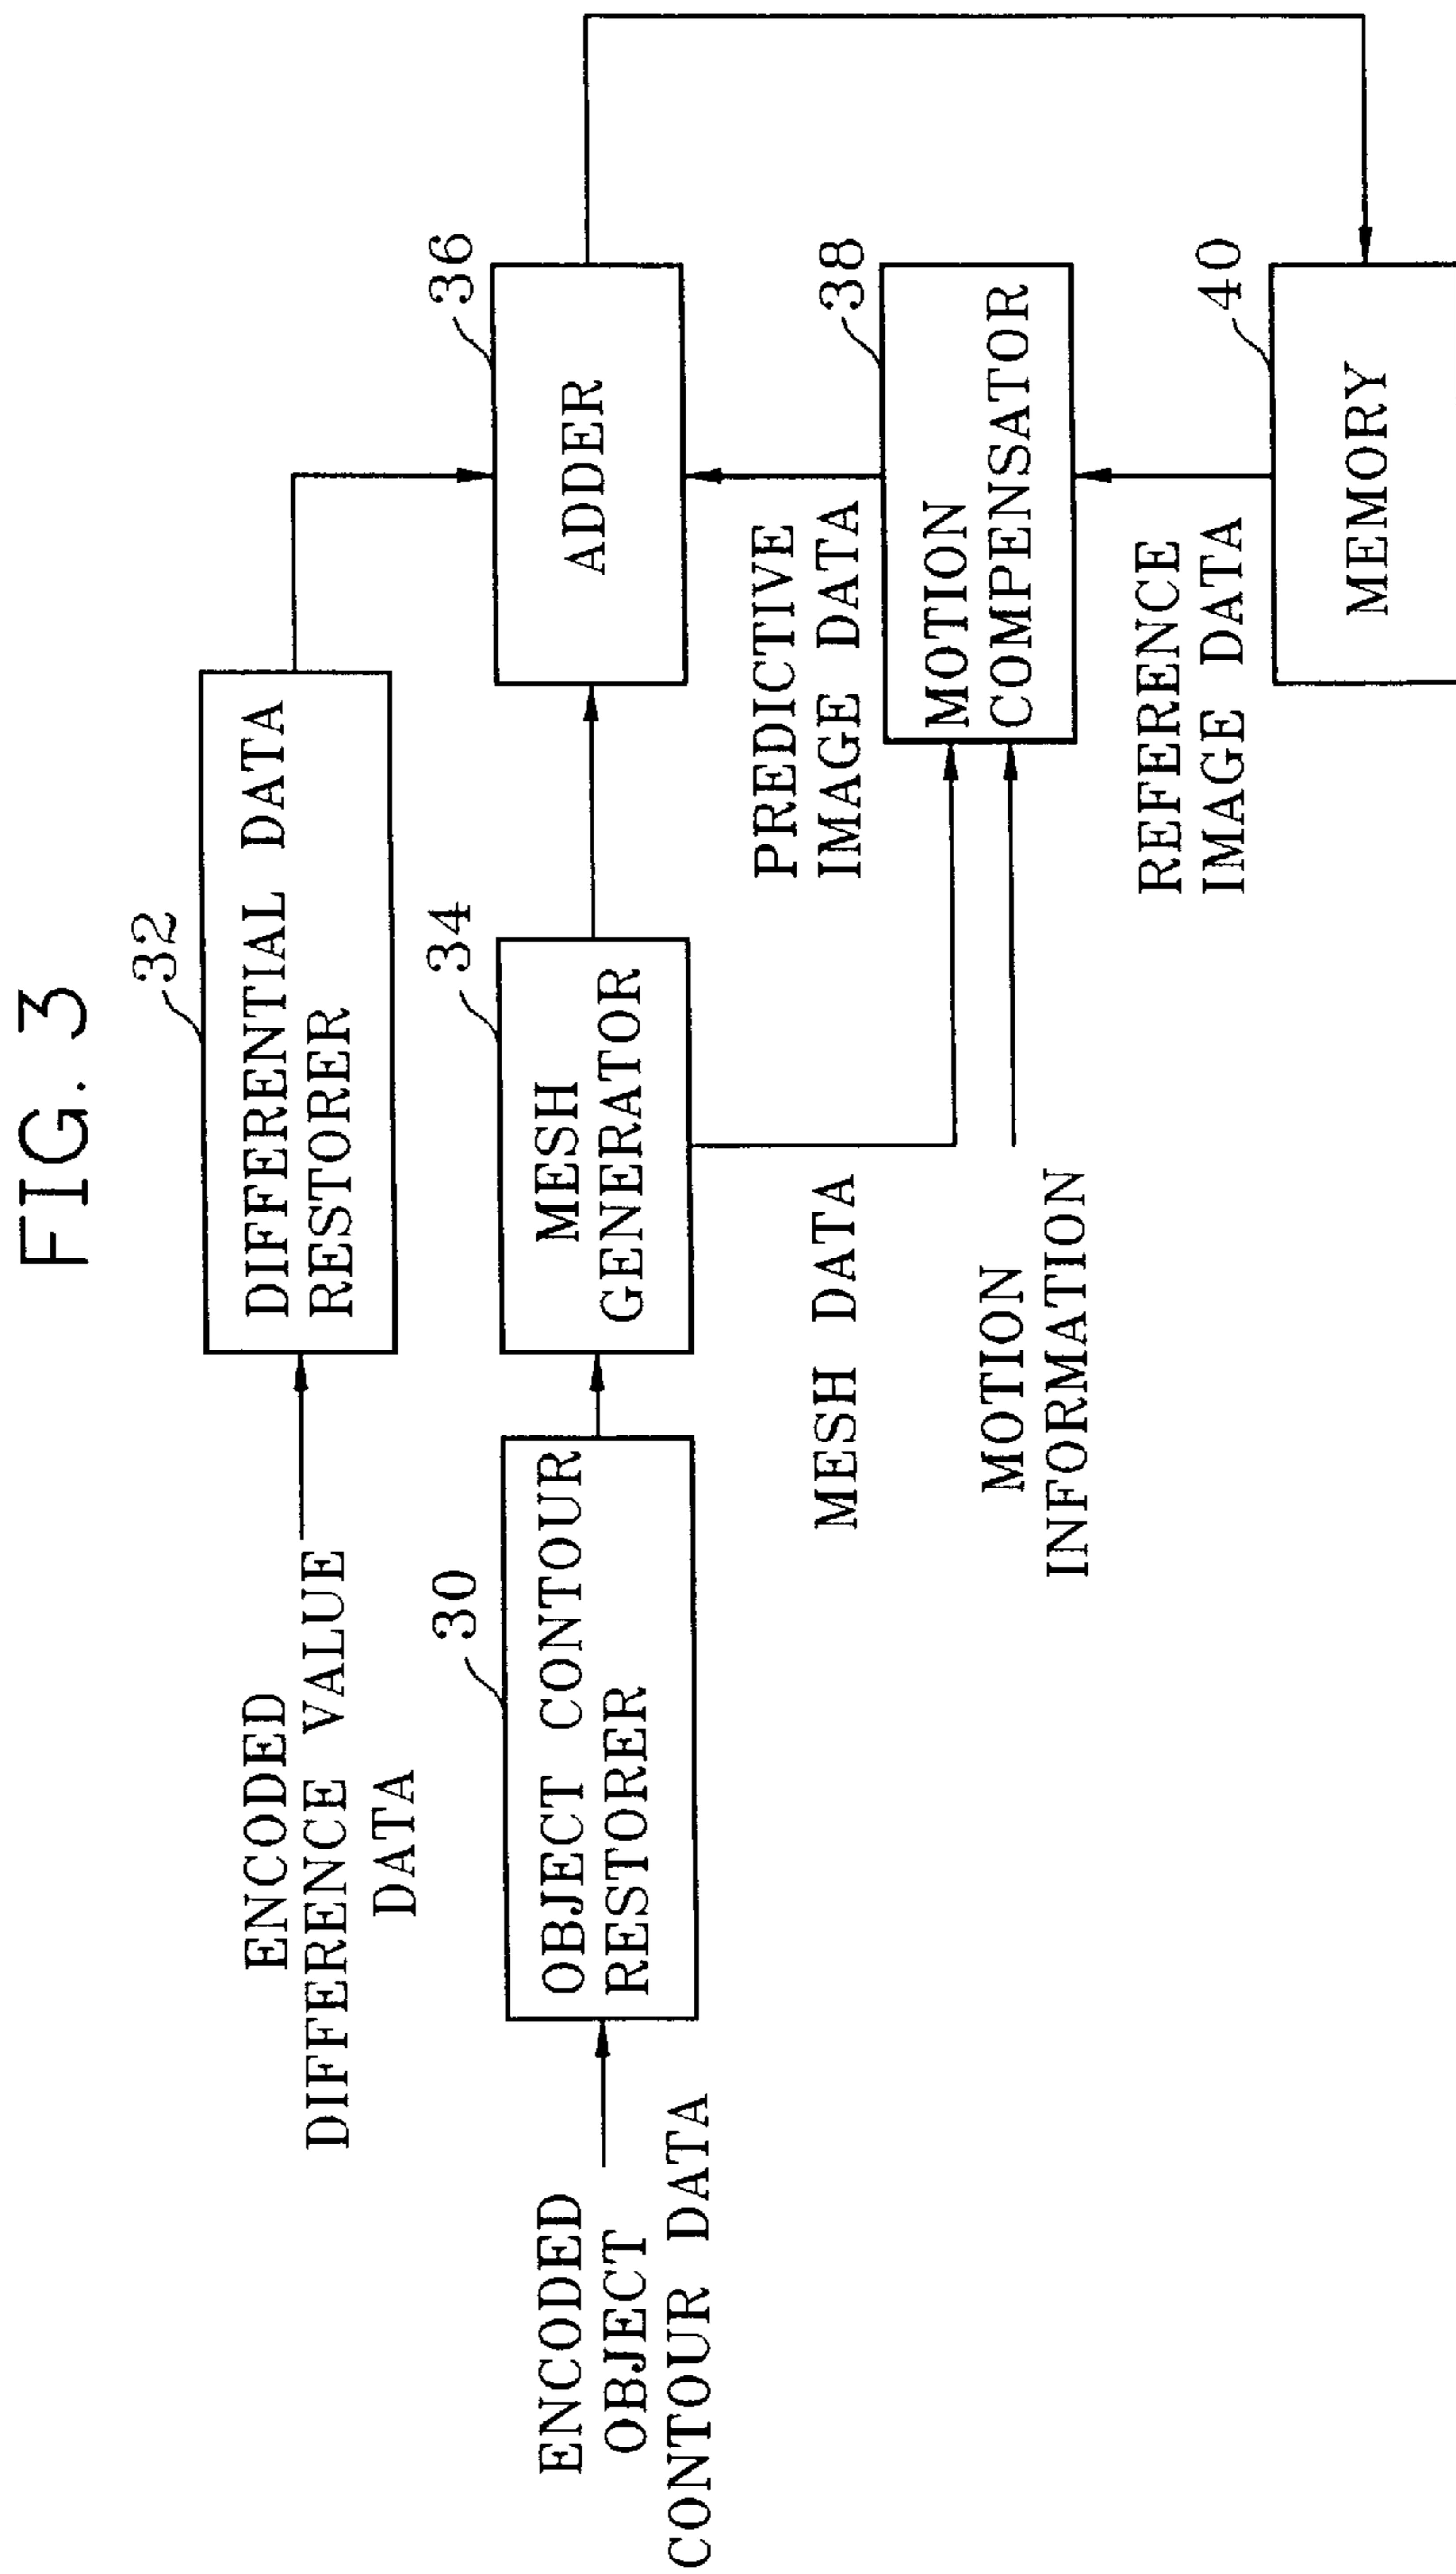 FIG. 3
ENCODED
DIFFERENCE VALUE
DATA
32
DIFFERENTIAL DATA
RESTORER
ENCODED
OBJECT
CONTOUR DATA
30
OBJECT CONTOUR
RESTORER
34
MESH
GENERATOR
36
ADDER
MESH DATA
PREDICTIVE
IMAGE DATA
38
MOTION
COMPENSATOR
MOTION
INFORMATION
REFERENCE
IMAGE DATA
40
MEMORY